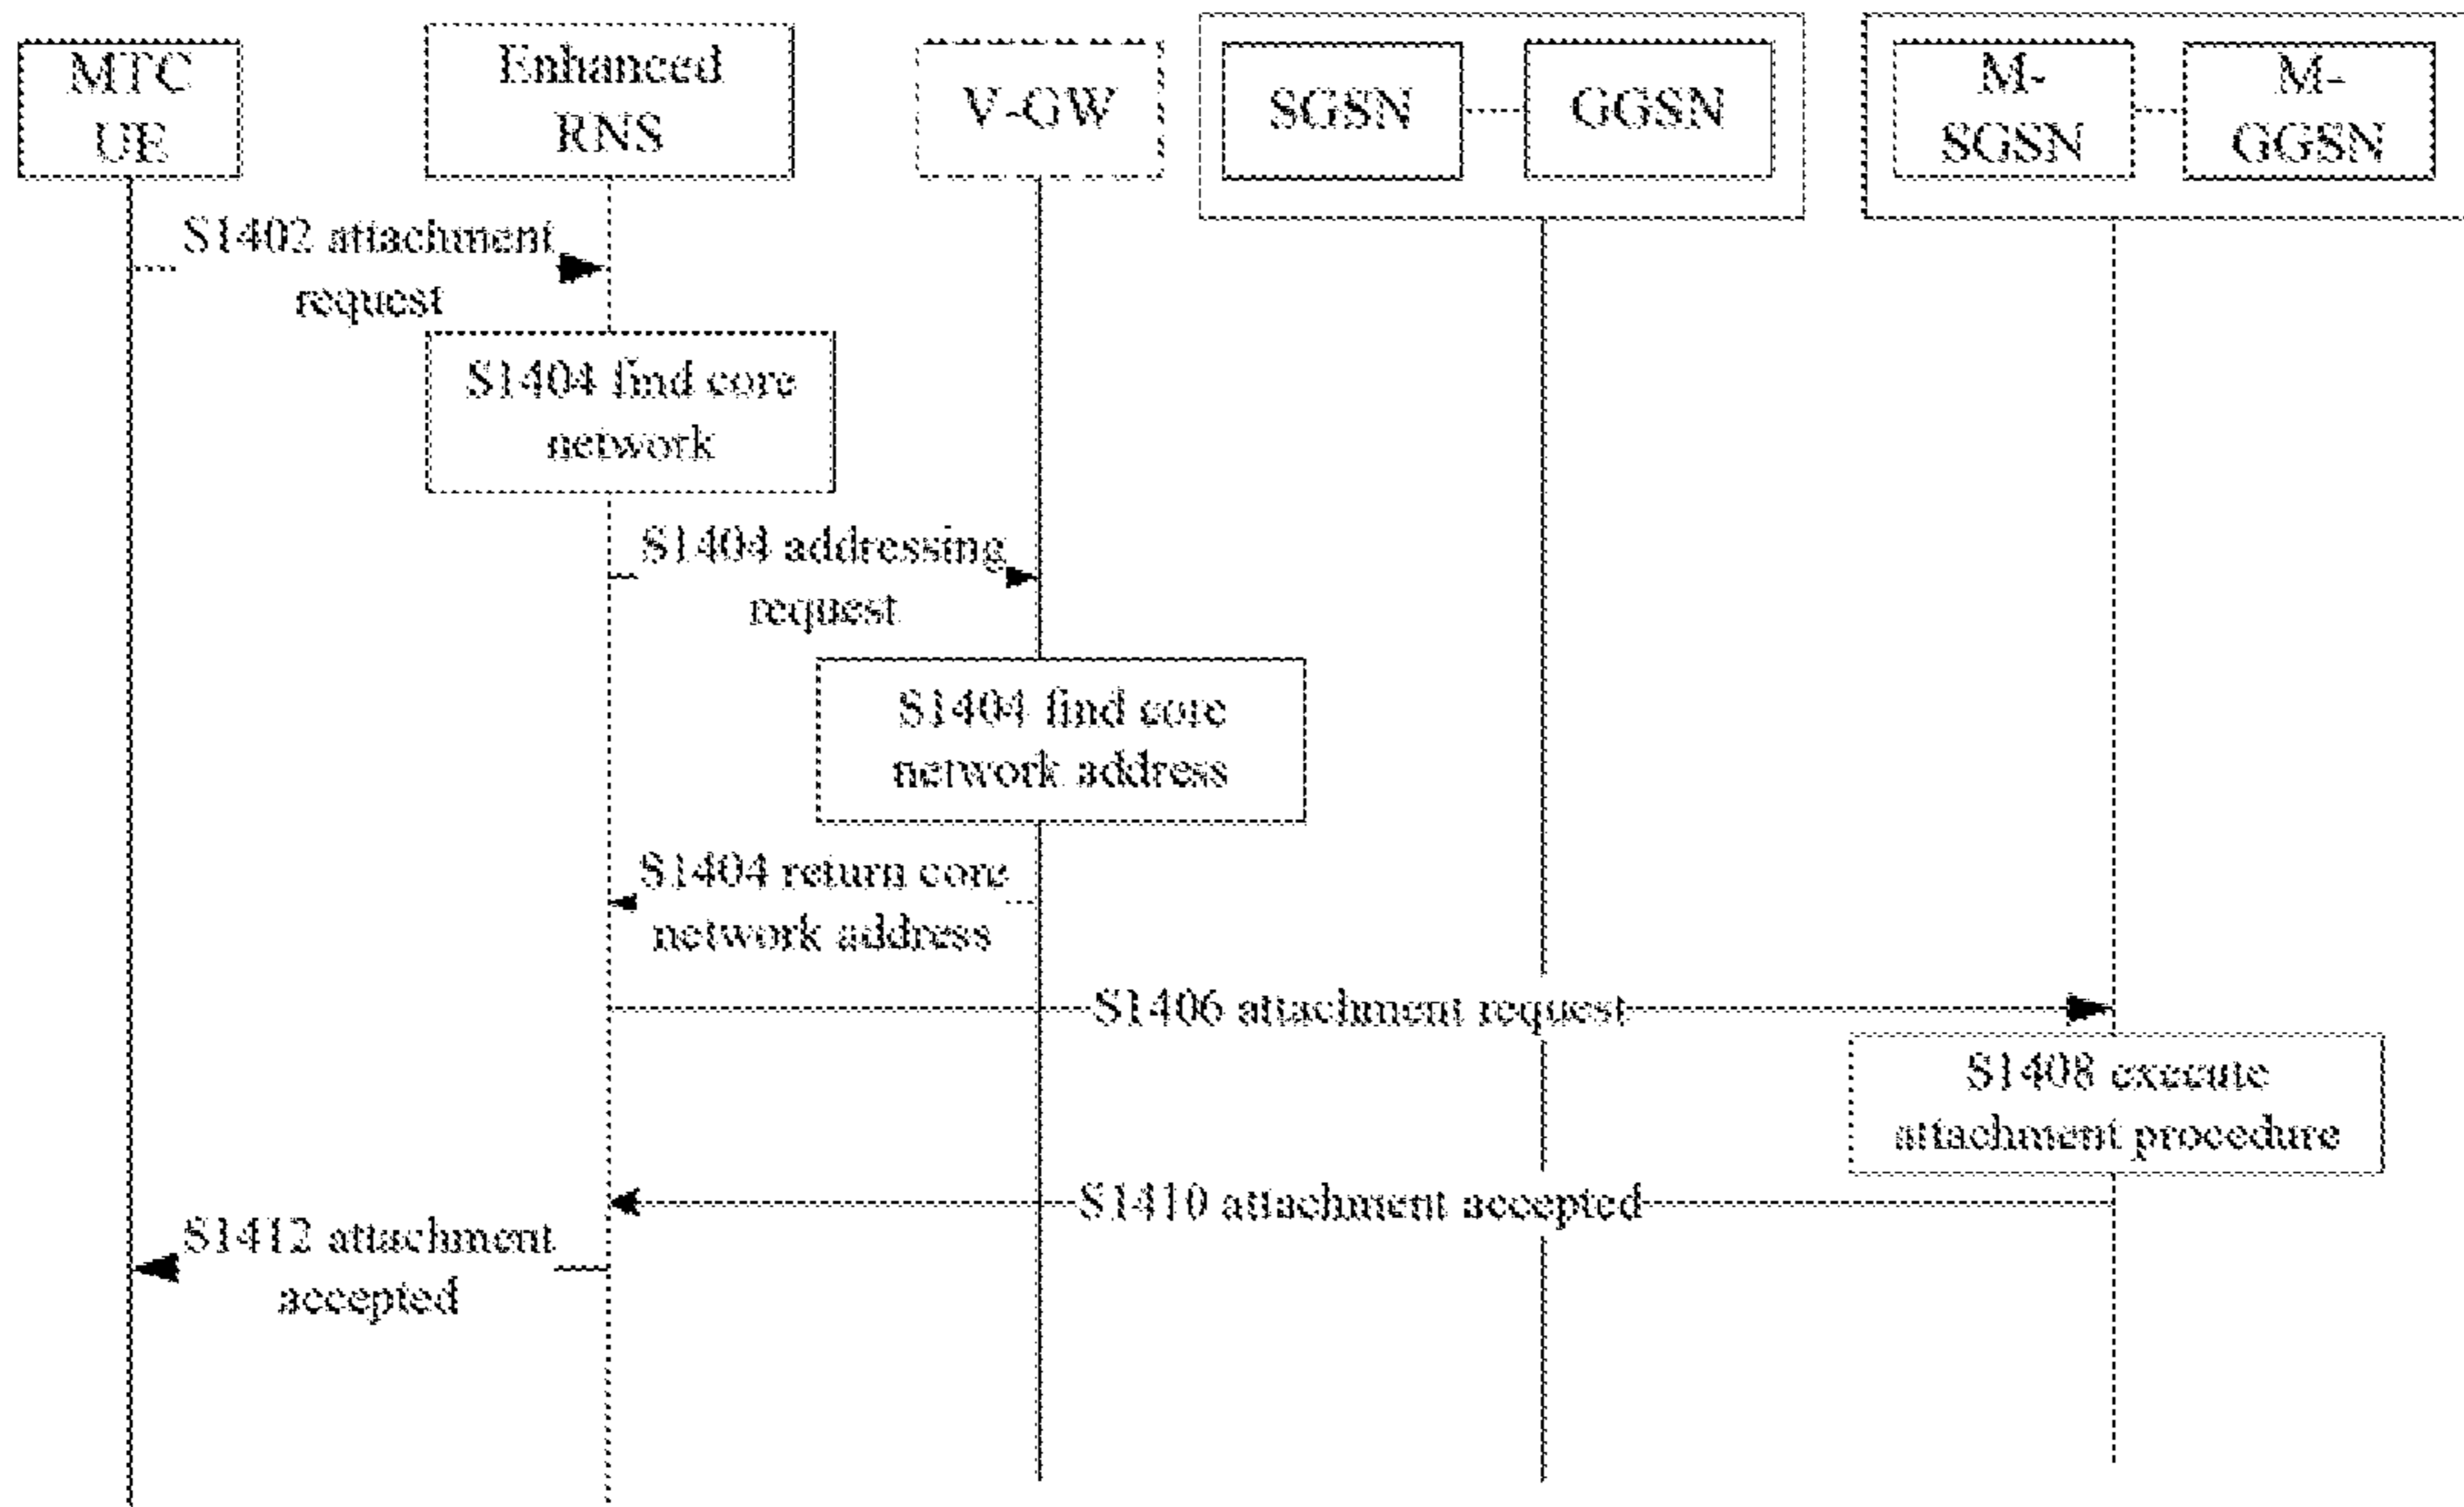 MTC
UE
Enhanced
RNS
V-GW
SGSN
GGSN
M-
SGSN
M-
GGSN
S1402 attachment
request
S1404 find core
network
S1404 addressing
request
S1404 find core
network address
S1404 return core
network address
S1406 attachment request
S1408 execute
attachment procedure
S1410 attachment accepted
S1412 attachment
accepted